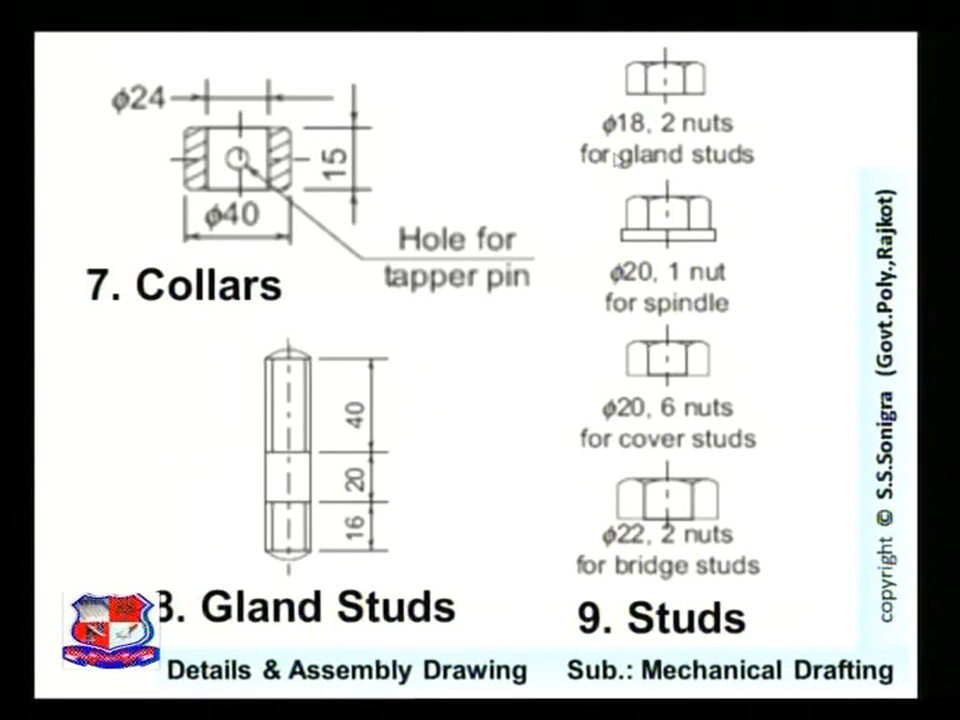 ϕ24
15
ϕ40
Hole for
tapper pin
7. Collars
40
20
16
8. Gland Studs
ϕ18, 2 nuts
for gland studs
ϕ20, 1 nut
for spindle
ϕ20, 6 nuts
for cover studs
ϕ22, 2 nuts
for bridge studs
9. Studs
copyright © S.S.Sonigra (Govt.Poly.,Rajkot)
Details & Assembly Drawing Sub.: Mechanical Drafting